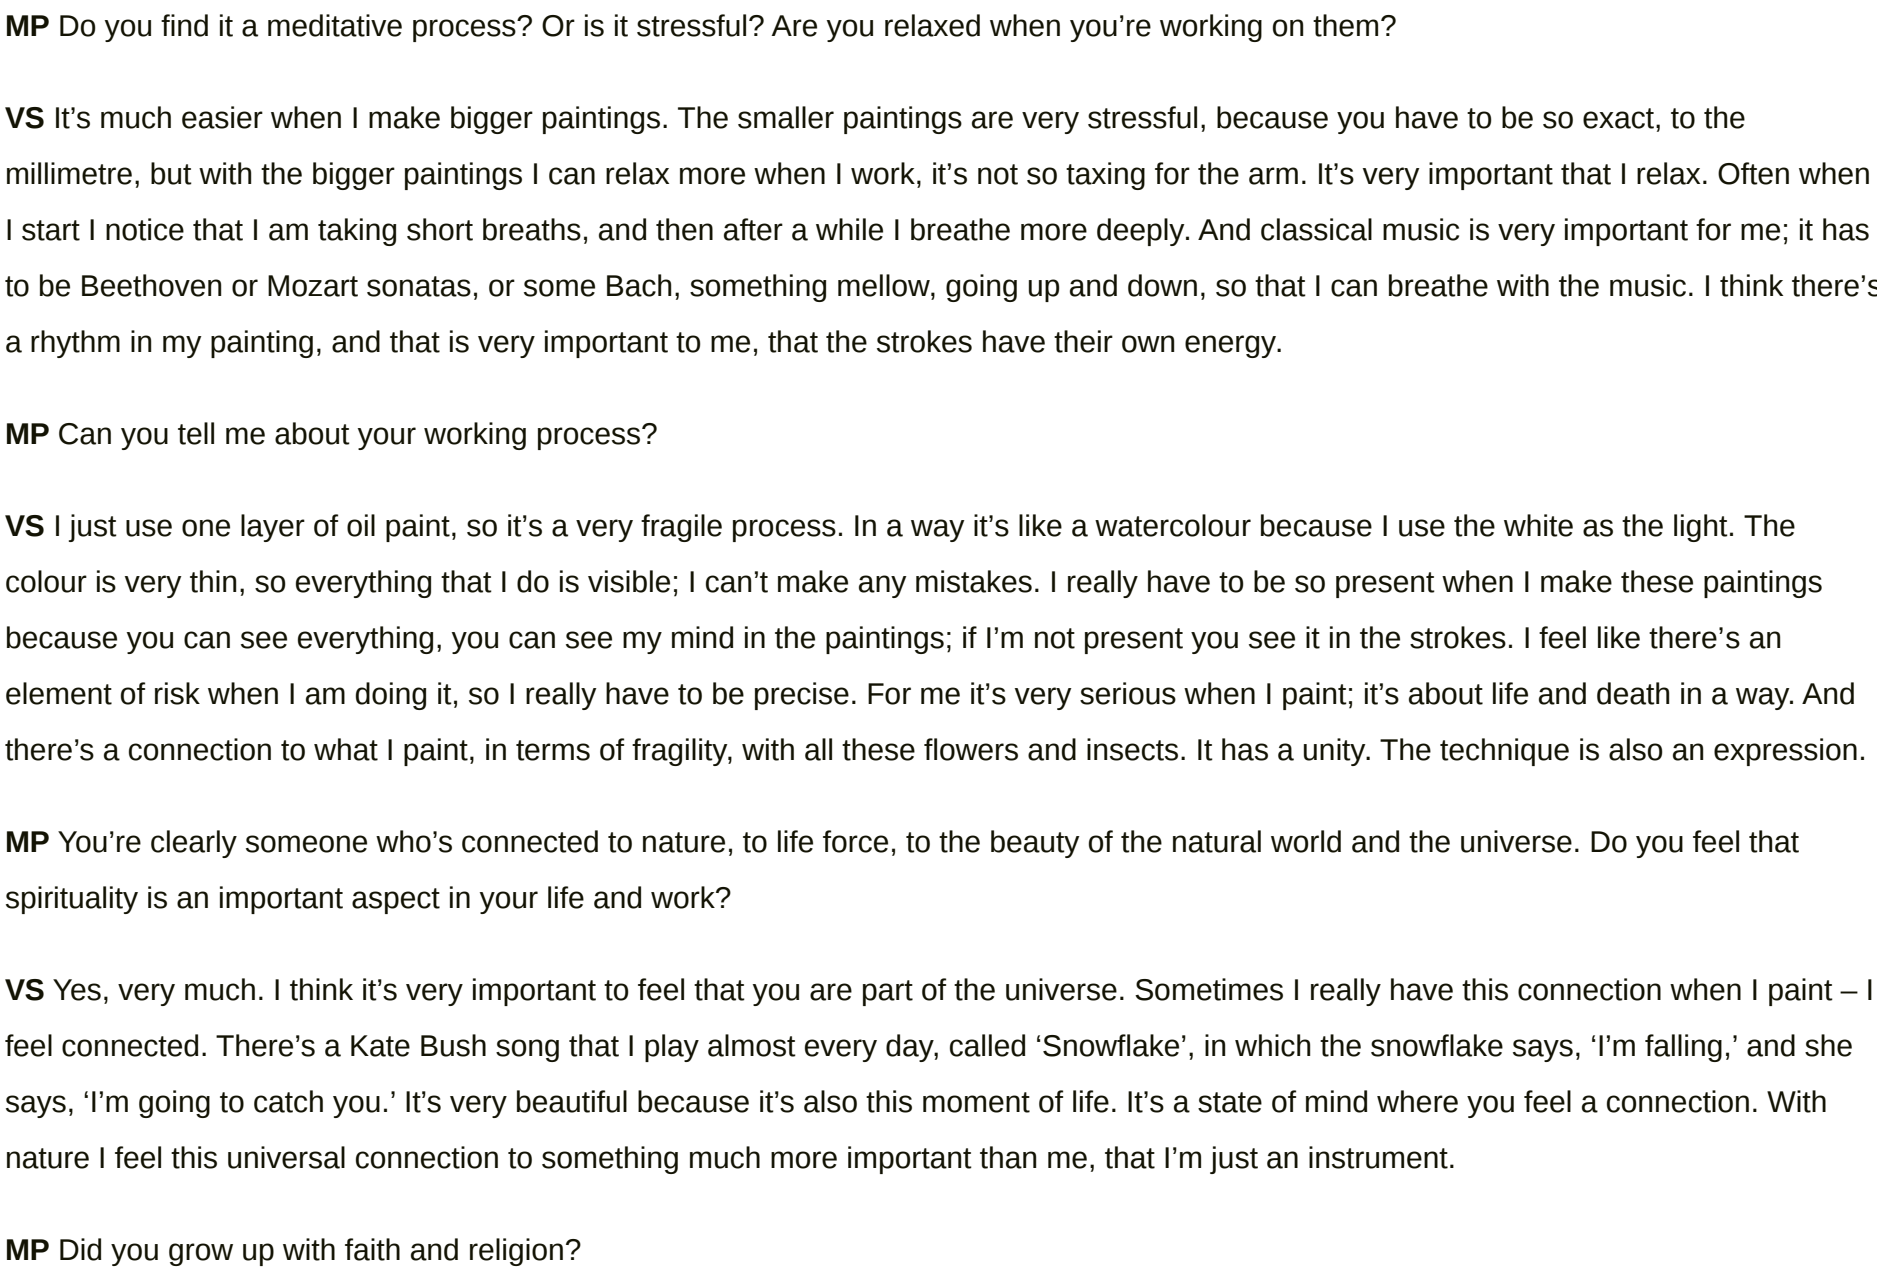 MP Do you find it a meditative process? Or is it stressful? Are you relaxed when you’re working on them?
VS It’s much easier when I make bigger paintings. The smaller paintings are very stressful, because you have to be so exact, to the
millimetre, but with the bigger paintings I can relax more when I work, it’s not so taxing for the arm. It’s very important that I relax. Often when
I start I notice that I am taking short breaths, and then after a while I breathe more deeply. And classical music is very important for me; it has
to be Beethoven or Mozart sonatas, or some Bach, something mellow, going up and down, so that I can breathe with the music. I think there’s
a rhythm in my painting, and that is very important to me, that the strokes have their own energy.
MP Can you tell me about your working process?
VS I just use one layer of oil paint, so it’s a very fragile process. In a way it’s like a watercolour because I use the white as the light. The
colour is very thin, so everything that I do is visible; I can’t make any mistakes. I really have to be so present when I make these paintings
because you can see everything, you can see my mind in the paintings; if I’m not present you see it in the strokes. I feel like there’s an
element of risk when I am doing it, so I really have to be precise. For me it’s very serious when I paint; it’s about life and death in a way. And
there’s a connection to what I paint, in terms of fragility, with all these flowers and insects. It has a unity. The technique is also an expression.
MP You’re clearly someone who’s connected to nature, to life force, to the beauty of the natural world and the universe. Do you feel that
spirituality is an important aspect in your life and work?
VS Yes, very much. I think it’s very important to feel that you are part of the universe. Sometimes I really have this connection when I paint – I
feel connected. There’s a Kate Bush song that I play almost every day, called ‘Snowflake’, in which the snowflake says, ‘I’m falling,’ and she
says, ‘I’m going to catch you.’ It’s very beautiful because it’s also this moment of life. It’s a state of mind where you feel a connection. With
nature I feel this universal connection to something much more important than me, that I’m just an instrument.
MP Did you grow up with faith and religion?